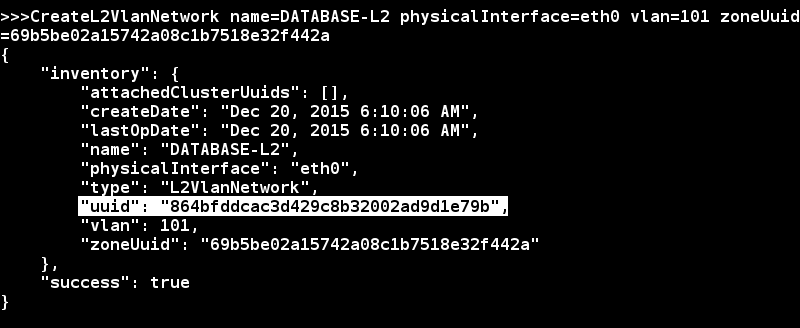 >>>CreateL2VlanNetwork name=DATABASE-L2 physicalInterface=eth0 vlan=101 zoneUuid
=69b5be02a15742a08c1b7518e32f442a
{
    "inventory": {
        "attachedClusterUuids": [],
        "createDate": "Dec 20, 2015 6:10:06 AM",
        "lastOpDate": "Dec 20, 2015 6:10:06 AM",
        "name": "DATABASE-L2",
        "physicalInterface": "eth0",
        "type": "L2VlanNetwork",
        "uuid": "864bfddcac3d429c8b32002ad9d1e79b",
        "vlan": 101,
        "zoneUuid": "69b5be02a15742a08c1b7518e32f442a"
    },
    "success": true
}